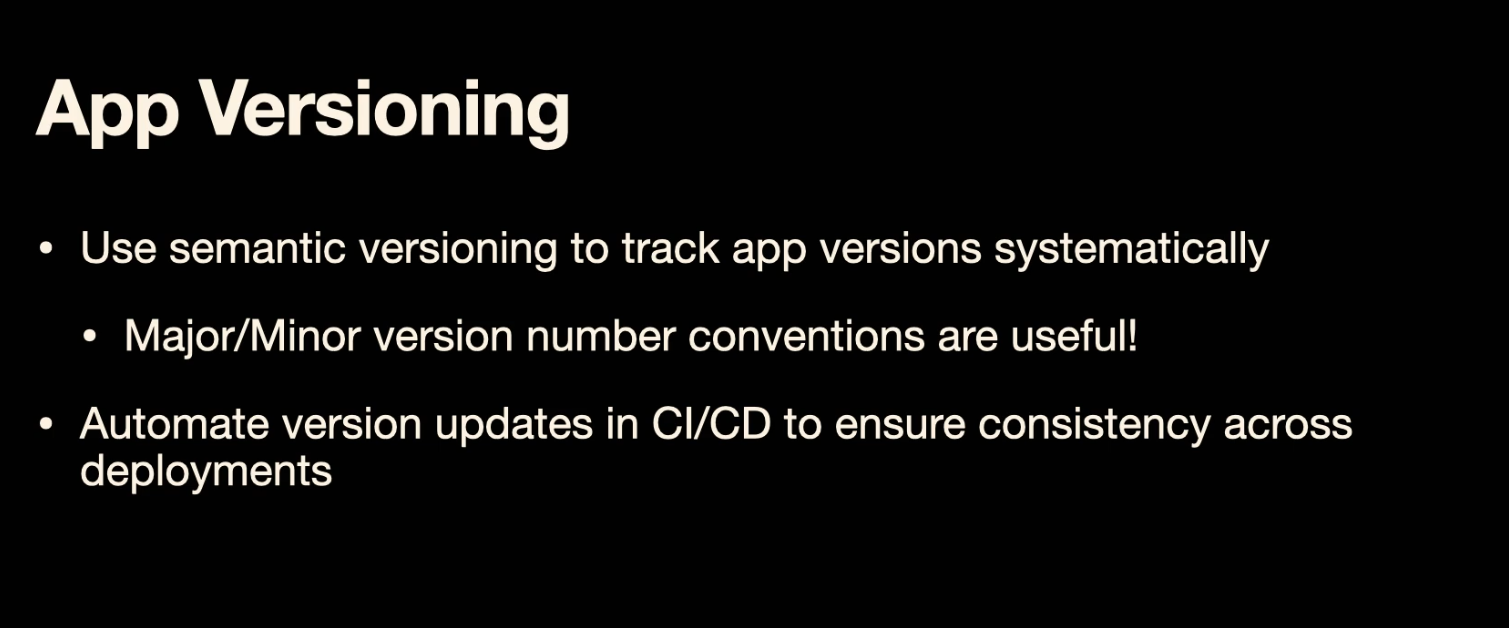 App Versioning
• Use semantic versioning to track app versions systematically
• Major/Minor version number conventions are useful!
• Automate version updates in CI/CD to ensure consistency across
deployments